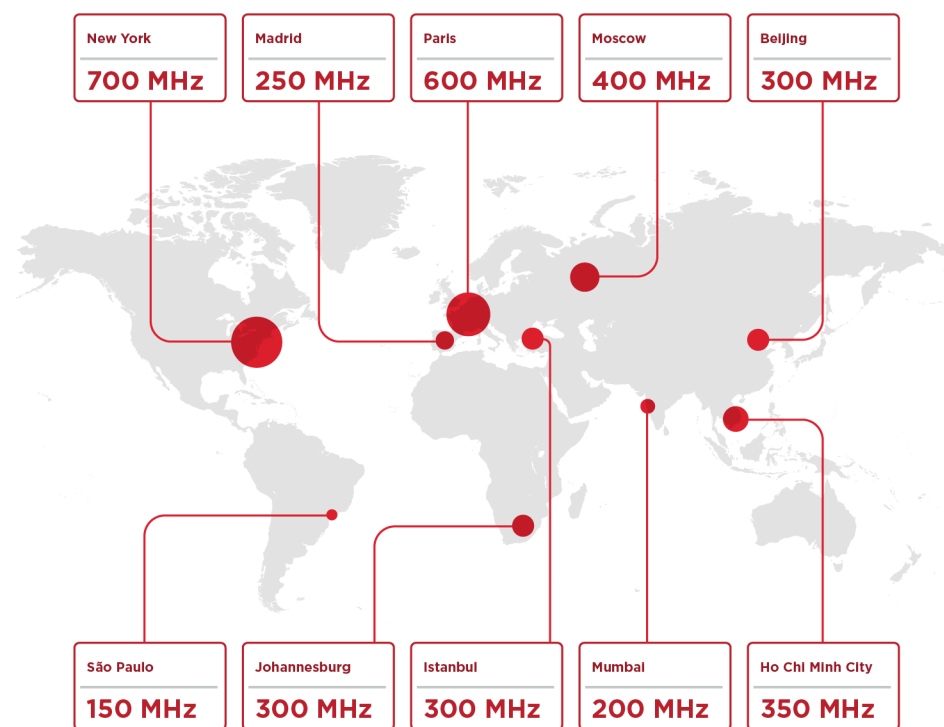 New York
700 MHz
Madrid
250 MHz
Paris
600 MHz
Moscow
400 MHz
Beijing
300 MHz
São Paulo
150 MHz
Johannesburg
300 MHz
Istanbul
300 MHz
Mumbai
200 MHz
Ho Chi Minh City
350 MHz